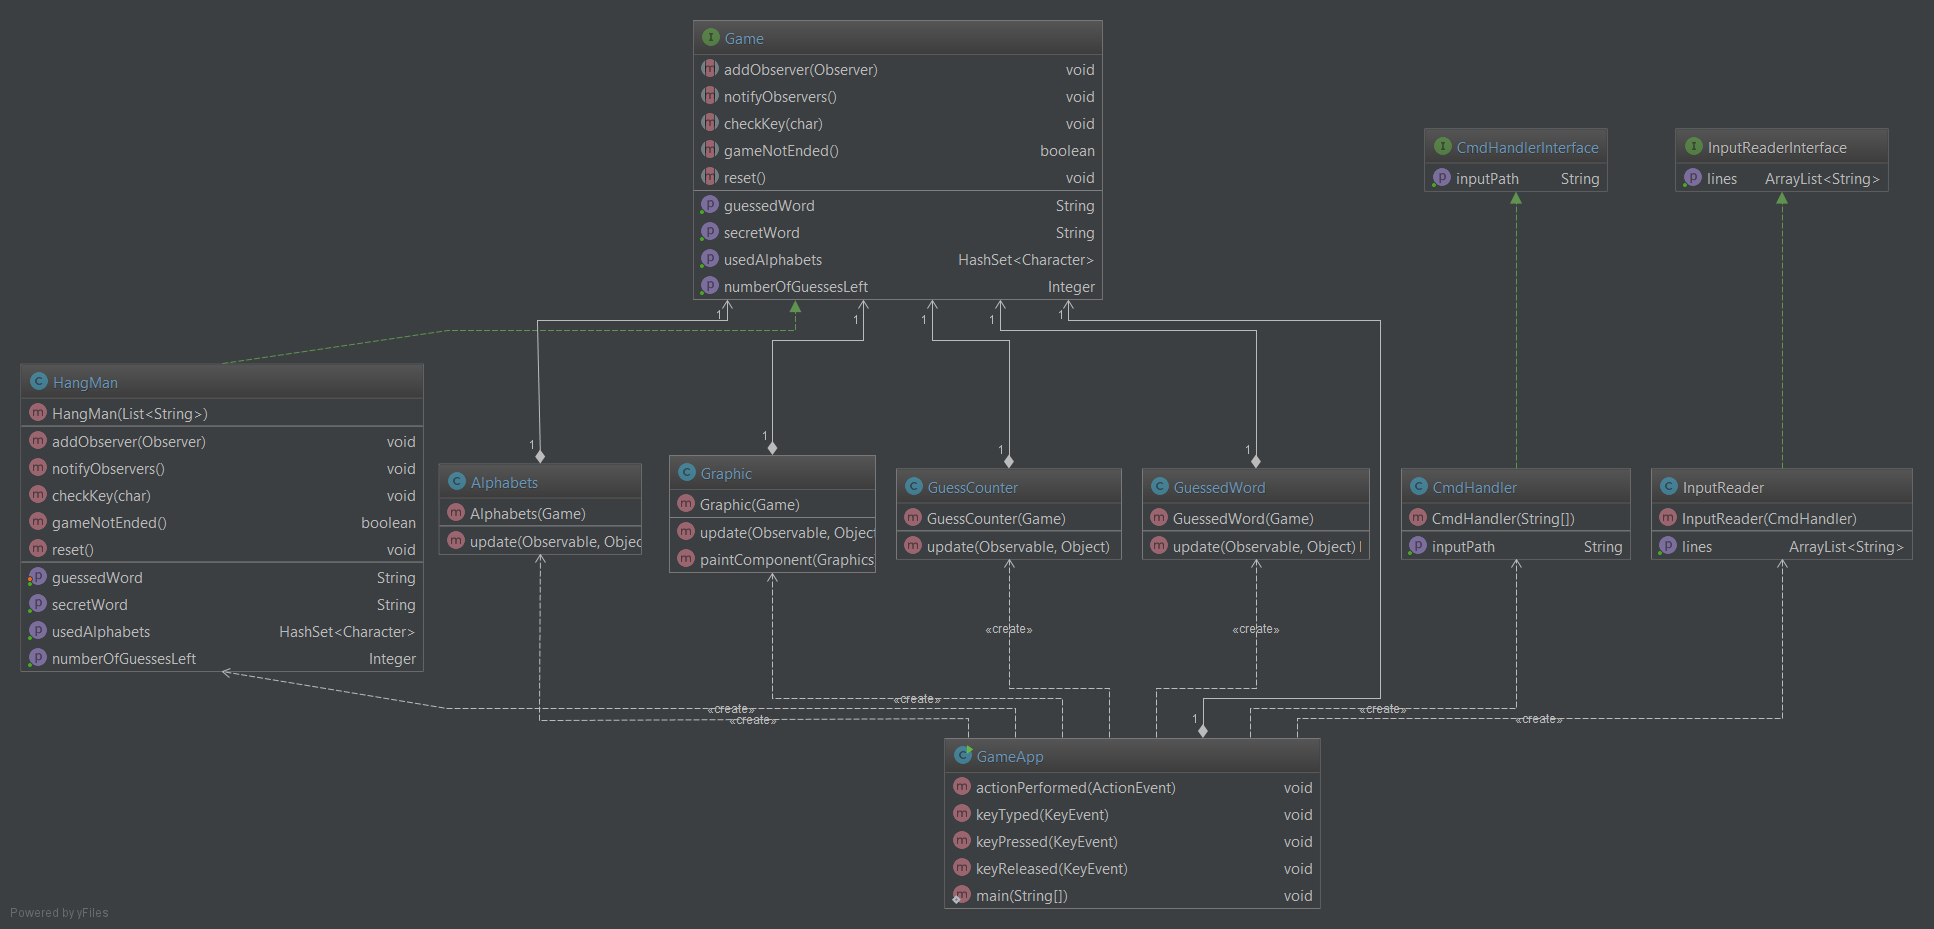 Game
addObserver(Observer) void
notifyObservers() void
checkKey(char) void
gameNotEnded() boolean
reset() void
guessedWord String
secretWord String
usedAlphabets HashSet<Character>
numberOfGuessesLeft Integer
CmdHandlerInterface
inputPath String
InputReaderInterface
lines ArrayList<String>
1 1 1 1 1
HangMan
HangMan(List<String>)
addObserver(Observer) void
notifyObservers() void
checkKey(char) void
gameNotEnded() boolean
reset() void
guessedWord String
secretWord String
usedAlphabets HashSet<Character>
numberOfGuessesLeft Integer
1
Alphabets
Alphabets(Game)
update(Observable, Objec
1
Graphic
Graphic(Game)
update(Observable, Object
paintComponent(Graphics
1
GuessCounter
GuessCounter(Game)
update(Observable, Object)
1
GuessedWord
GuessedWord(Game)
update(Observable, Object)
CmdHandler
CmdHandler(String[])
inputPath String
InputReader
InputReader(CmdHandler)
lines ArrayList<String>
«create»
«create»
«create»
«create»
«create»
«create»
«create»
1
GameApp
actionPerformed(ActionEvent) void
keyTyped(KeyEvent) void
keyPressed(KeyEvent) void
keyReleased(KeyEvent) void
main(String[]) void
Powered by yFiles